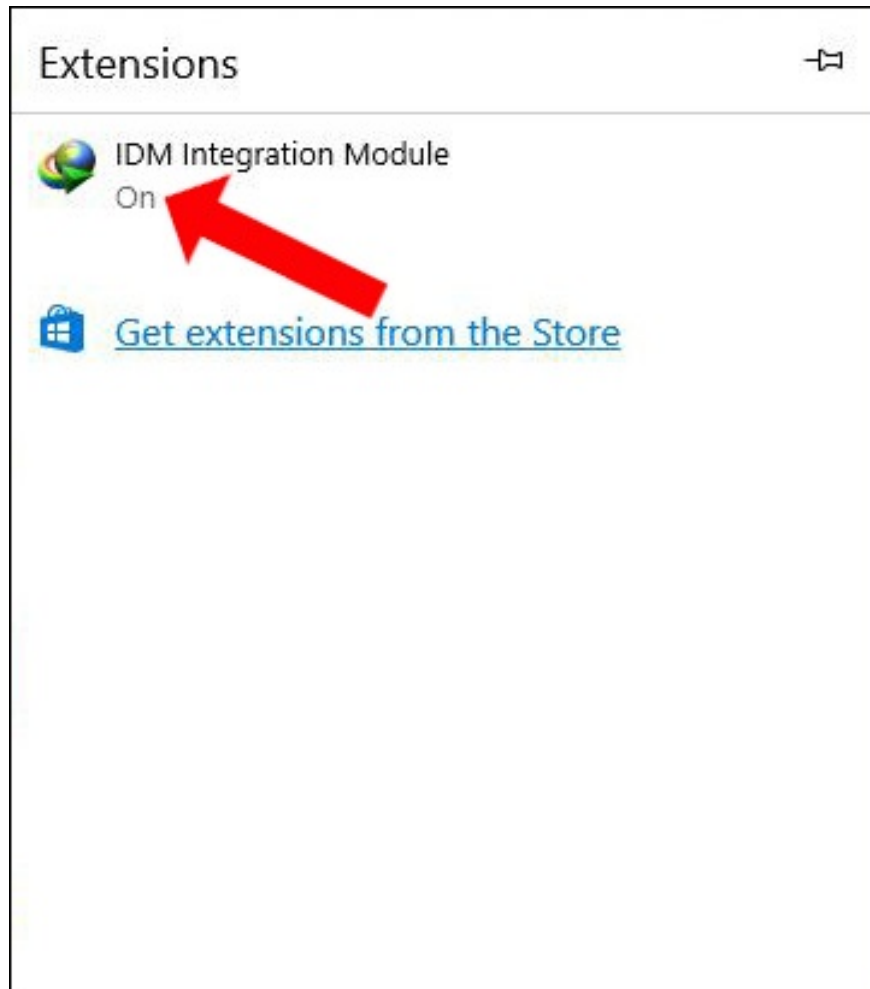 Extensions
IDM Integration Module
On
Get extensions from the Store